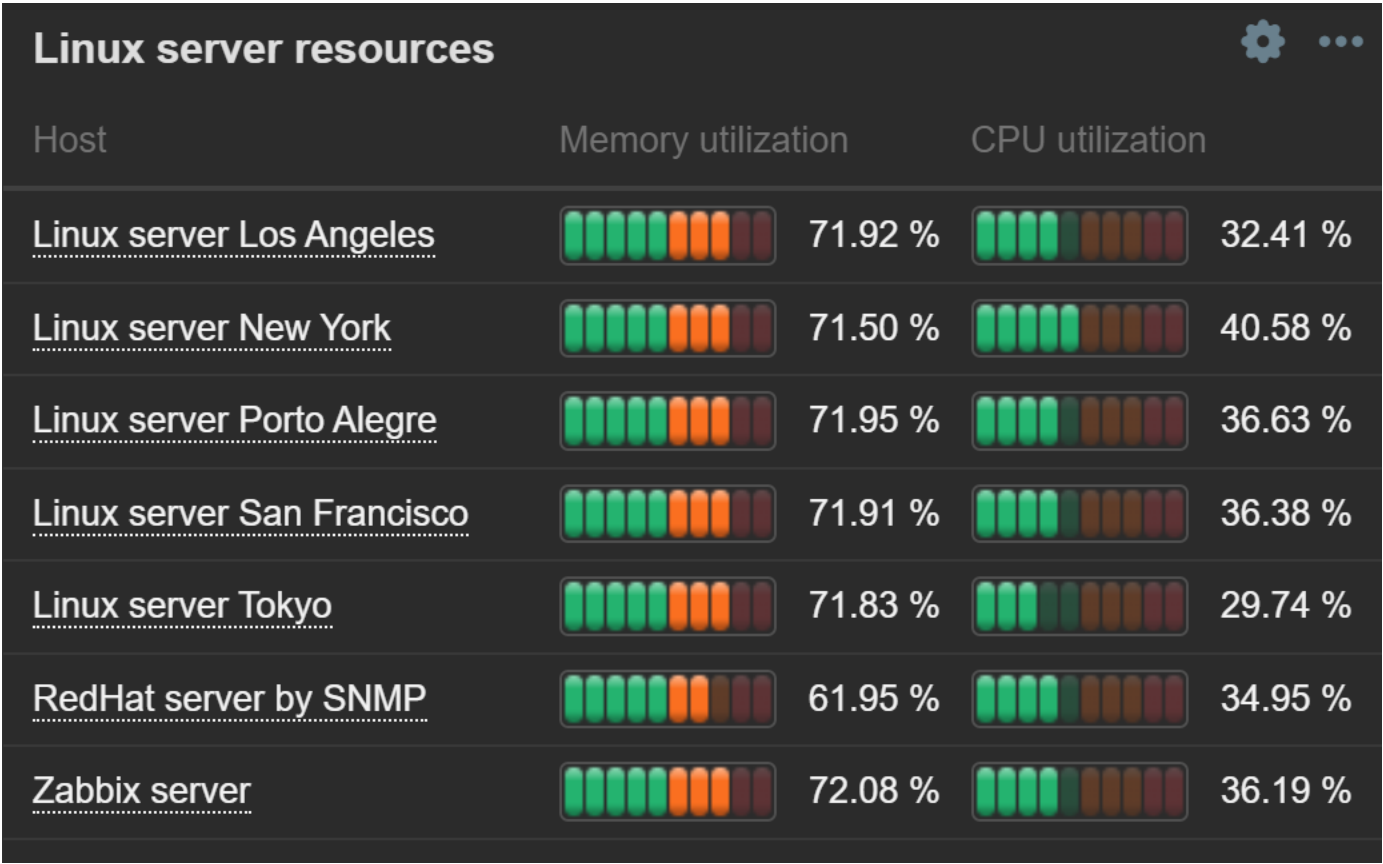 Linux server resources
Host Memory utilization CPU utilization
Linux server Los Angeles 71.92 % 32.41 %
Linux server New York 71.50 % 40.58 %
Linux server Porto Alegre 71.95 % 36.63 %
Linux server San Francisco 71.91 % 36.38 %
Linux server Tokyo 71.83 % 29.74 %
RedHat server by SNMP 61.95 % 34.95 %
Zabbix server 72.08 % 36.19 %